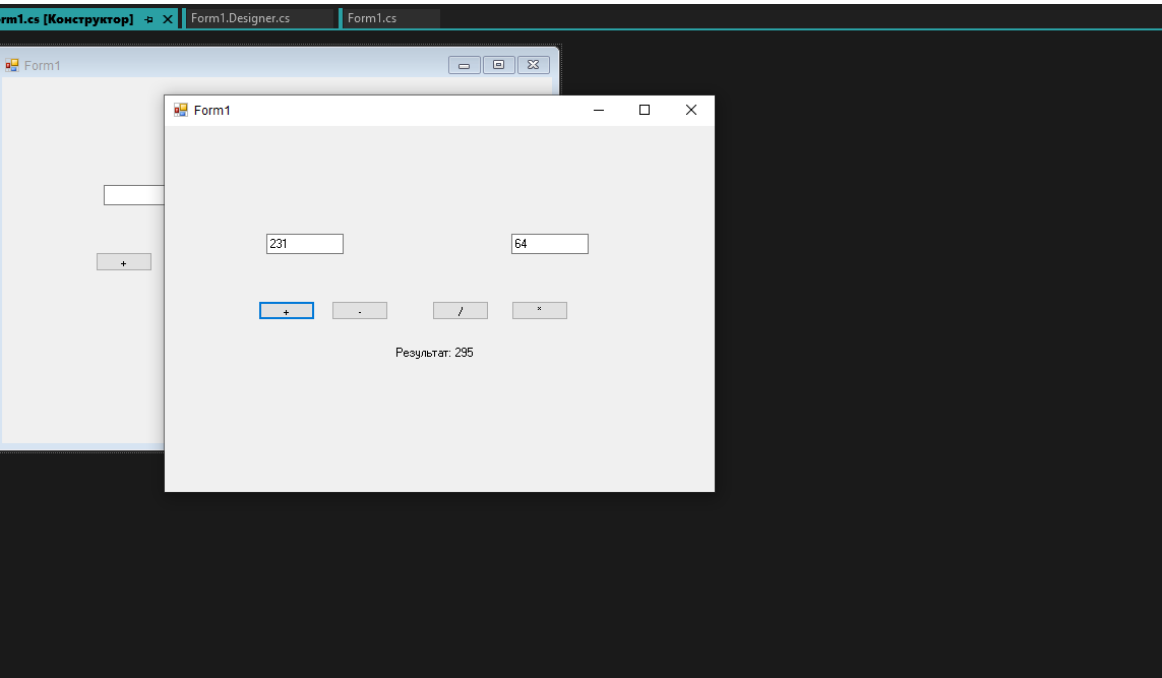 rm1.cs [Конструктор] Form1.Designer.cs Form1.cs
Form1
Form1
231 64
+
+ - / *
Результат: 295